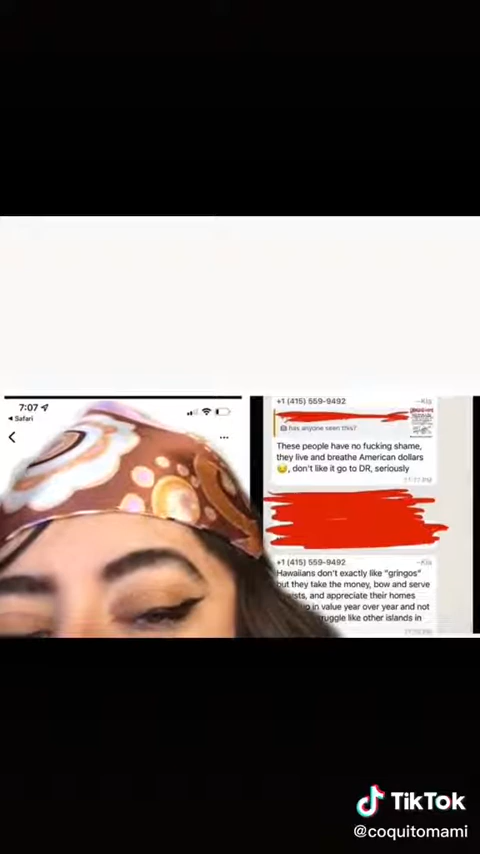 7:07
Safari
+1 (415) 559-9492
~Kia
has anyone seen this?
These people have no fucking shame,
they live and breathe American dollars
😒, don't like it go to DR, seriously
11:77 PM
+1 (415) 559-9492
~Kia
Hawaiians don't exactly like "gringos"
but they take the money, bow and serve
and appreciate their homes
in value year over year and not
like other islands in
TikTok
@coquitomami